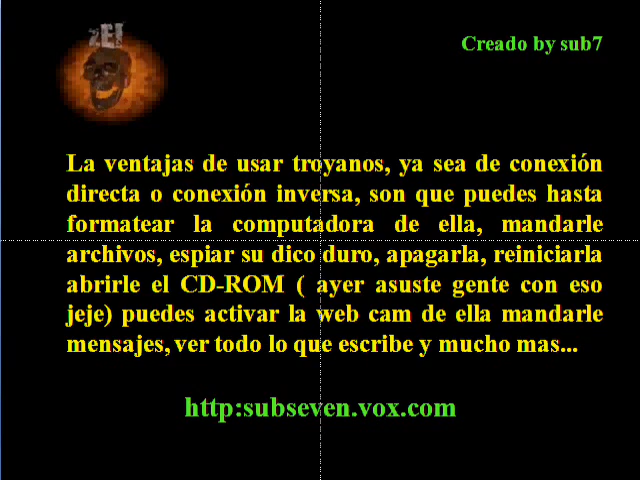 zEI
Creado by sub7
La ventajas de usar troyanos, ya sea de conexión
directa o conexión inversa, son que puedes hasta
formatear la computadora de ella, mandarle
archivos, espiar su dico duro, apagarla, reiniciarla
abrirle el CD-ROM ( ayer asuste gente con eso
jeje) puedes activar la web cam de ella mandarle
mensajes, ver todo lo que escribe y mucho mas...
http:subseven.vox.com